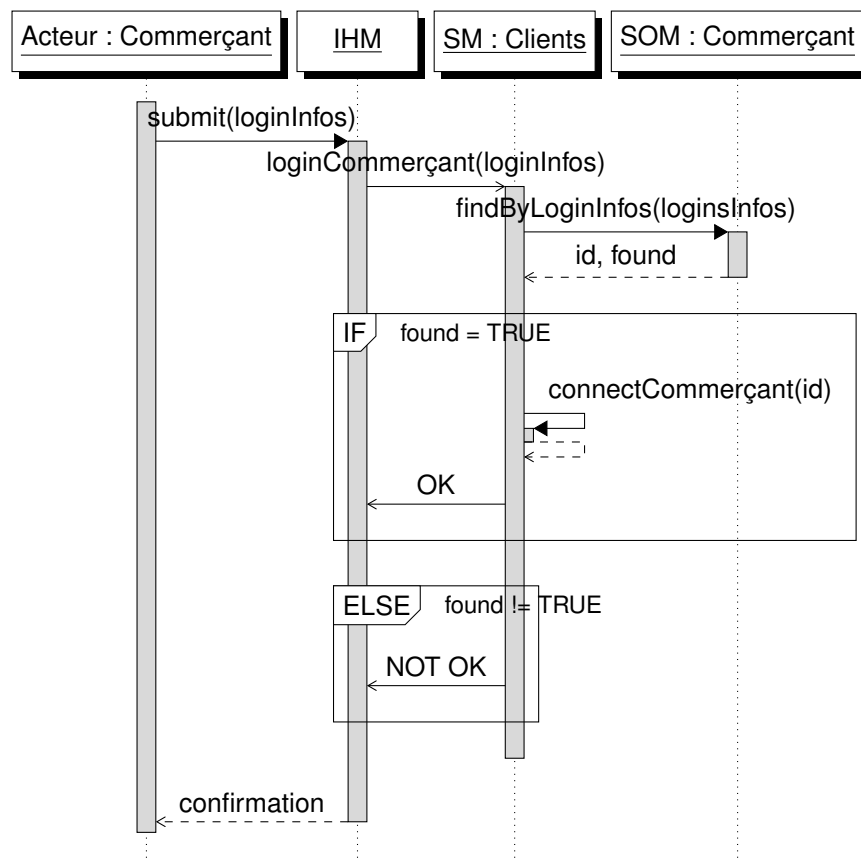 Acteur : Commerçant
IHM
SM : Clients
SOM : Commerçant
submit(loginInfos)
loginCommerçant(loginInfos)
findByLoginInfos(loginsInfos)
id, found
IF
found = TRUE
connectCommerçant(id)
OK
ELSE
found != TRUE
NOT OK
confirmation